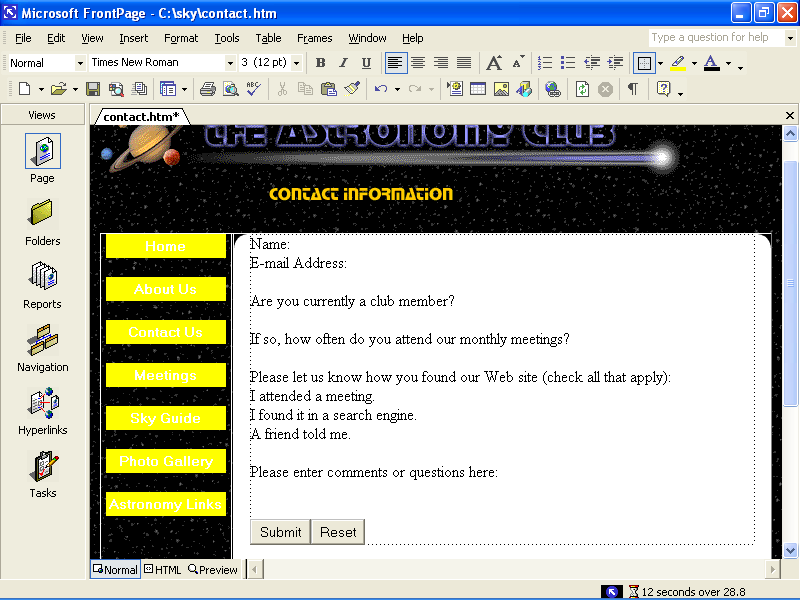 Microsoft FrontPage - C:\sky\contact.htm
File Edit View Insert Format Tools Table Frames Window Help
Type a question for help
Normal Times New Roman 3 (12 pt) B I U A A A
ABC
Views
contact.htm*
Page
Folders
Reports
Navigation
Hyperlinks
Tasks
THE ASTRONOMY CLUB
CONTACT INFORMATION
Home
About Us
Contact Us
Meetings
Sky Guide
Photo Gallery
Astronomy Links
Name:
E-mail Address:
Are you currently a club member?
If so, how often do you attend our monthly meetings?
Please let us know how you found our Web site (check all that apply):
I attended a meeting.
I found it in a search engine.
A friend told me.
Please enter comments or questions here:
Submit Reset
Normal HTML Preview
12 seconds over 28.8